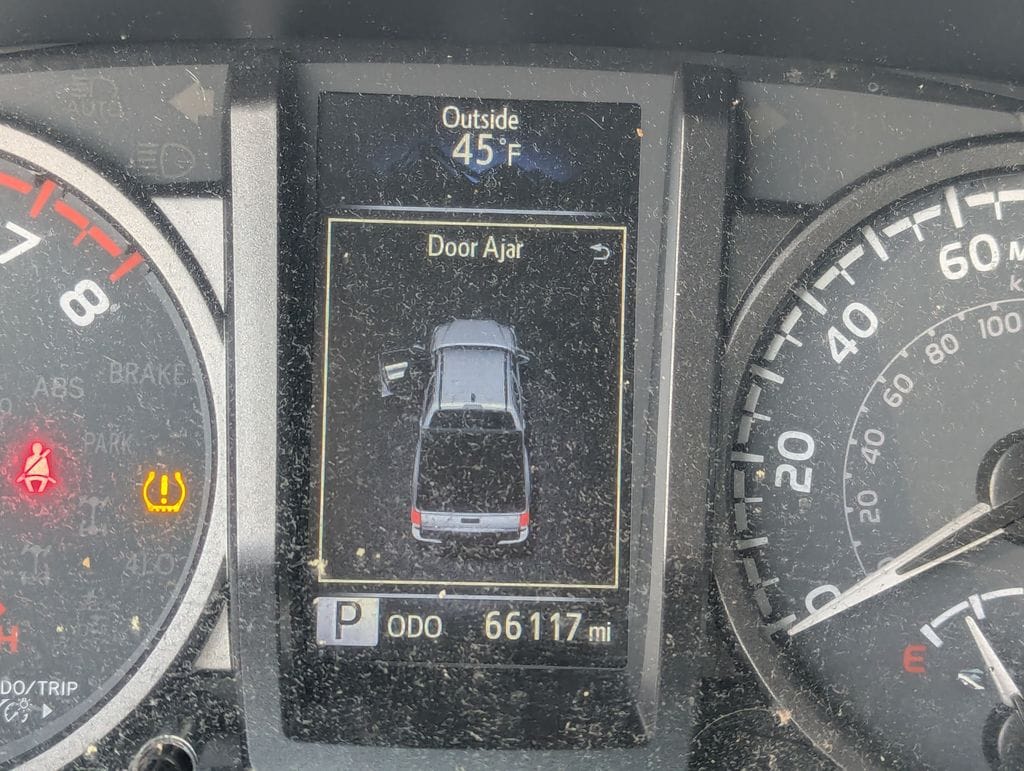 AUTO
Outside
45°F
Door Ajar
7
8
60
100
80
40
60
20
40
20
0
ABS
BRAKE
PARK
4LO
P ODO 66117 mi
E
H
DO/TRIP